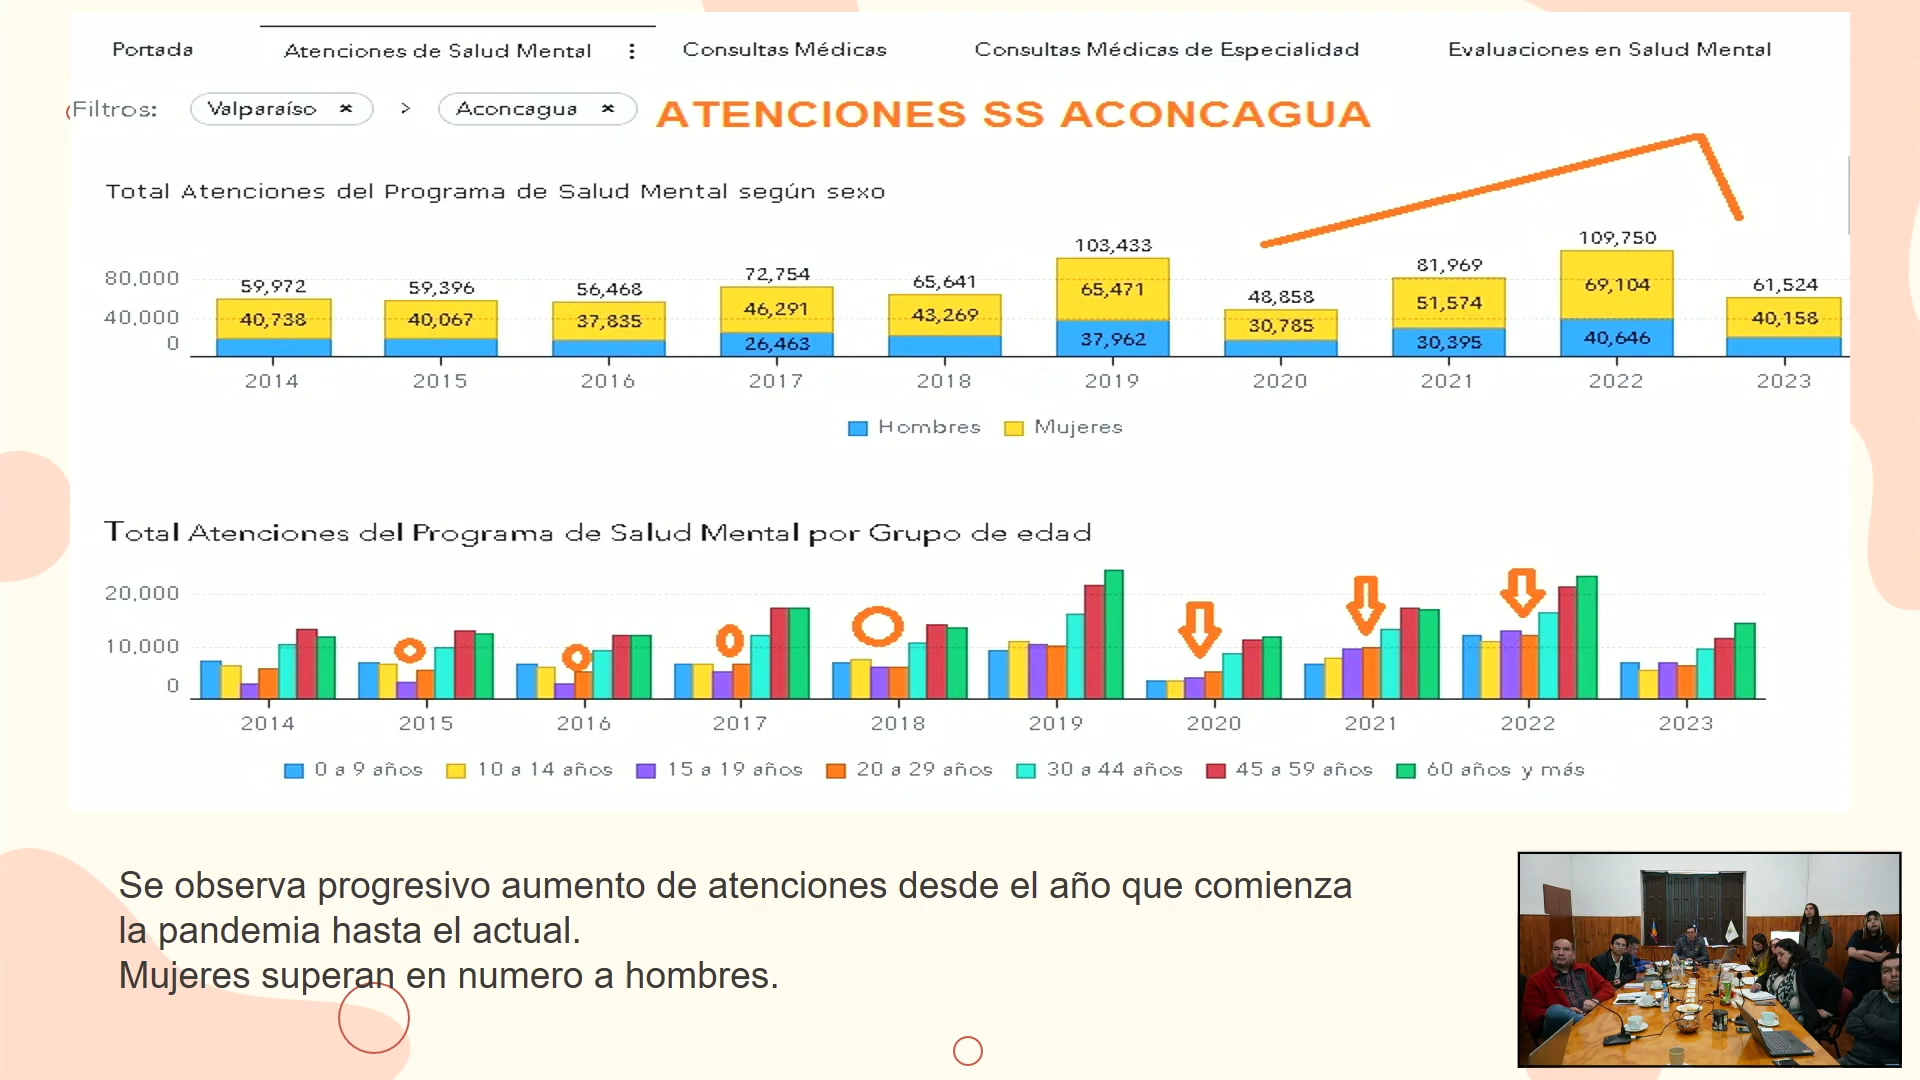 Portada Atenciones de Salud Mental Consultas Médicas Consultas Médicas de Especialidad Evaluaciones en Salud Mental
(Filtros: Valparaíso × > Aconcagua × ATENCIONES SS ACONCAGUA
Total Atenciones del Programa de Salud Mental según sexo
80,000
40,000
0
59,972 59,396 56,468 72,754 65,641 103,433 48,858 81,969 109,750 61,524
40,738 40,067 37,835 46,291 43,269 65,471 30,785 51,574 69,104 40,158
26,463 37,962 30,395 40,646
2014 2015 2016 2017 2018 2019 2020 2021 2022 2023
Hombres Mujeres
Total Atenciones del Programa de Salud Mental por Grupo de edad
20,000
10,000
0
2014 2015 2016 2017 2018 2019 2020 2021 2022 2023
0 a 9 años 10 a 14 años 15 a 19 años 20 a 29 años 30 a 44 años 45 a 59 años 60 años y más
Se observa progresivo aumento de atenciones desde el año que comienza
la pandemia hasta el actual.
Mujeres superan en numero a hombres.